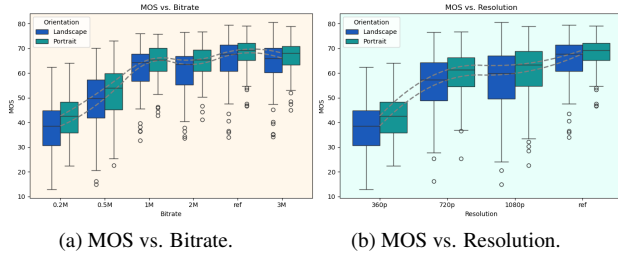 MOS vs. Bitrate
Orientation
Landscape
Portrait
MOS
80
70
60
50
40
30
20
10
0.2M 0.5M 1M 2M ref 3M
Bitrate
(a) MOS vs. Bitrate.
MOS vs. Resolution
Orientation
Landscape
Portrait
MOS
80
70
60
50
40
30
20
10
360p 720p 1080p ref
Resolution
(b) MOS vs. Resolution.